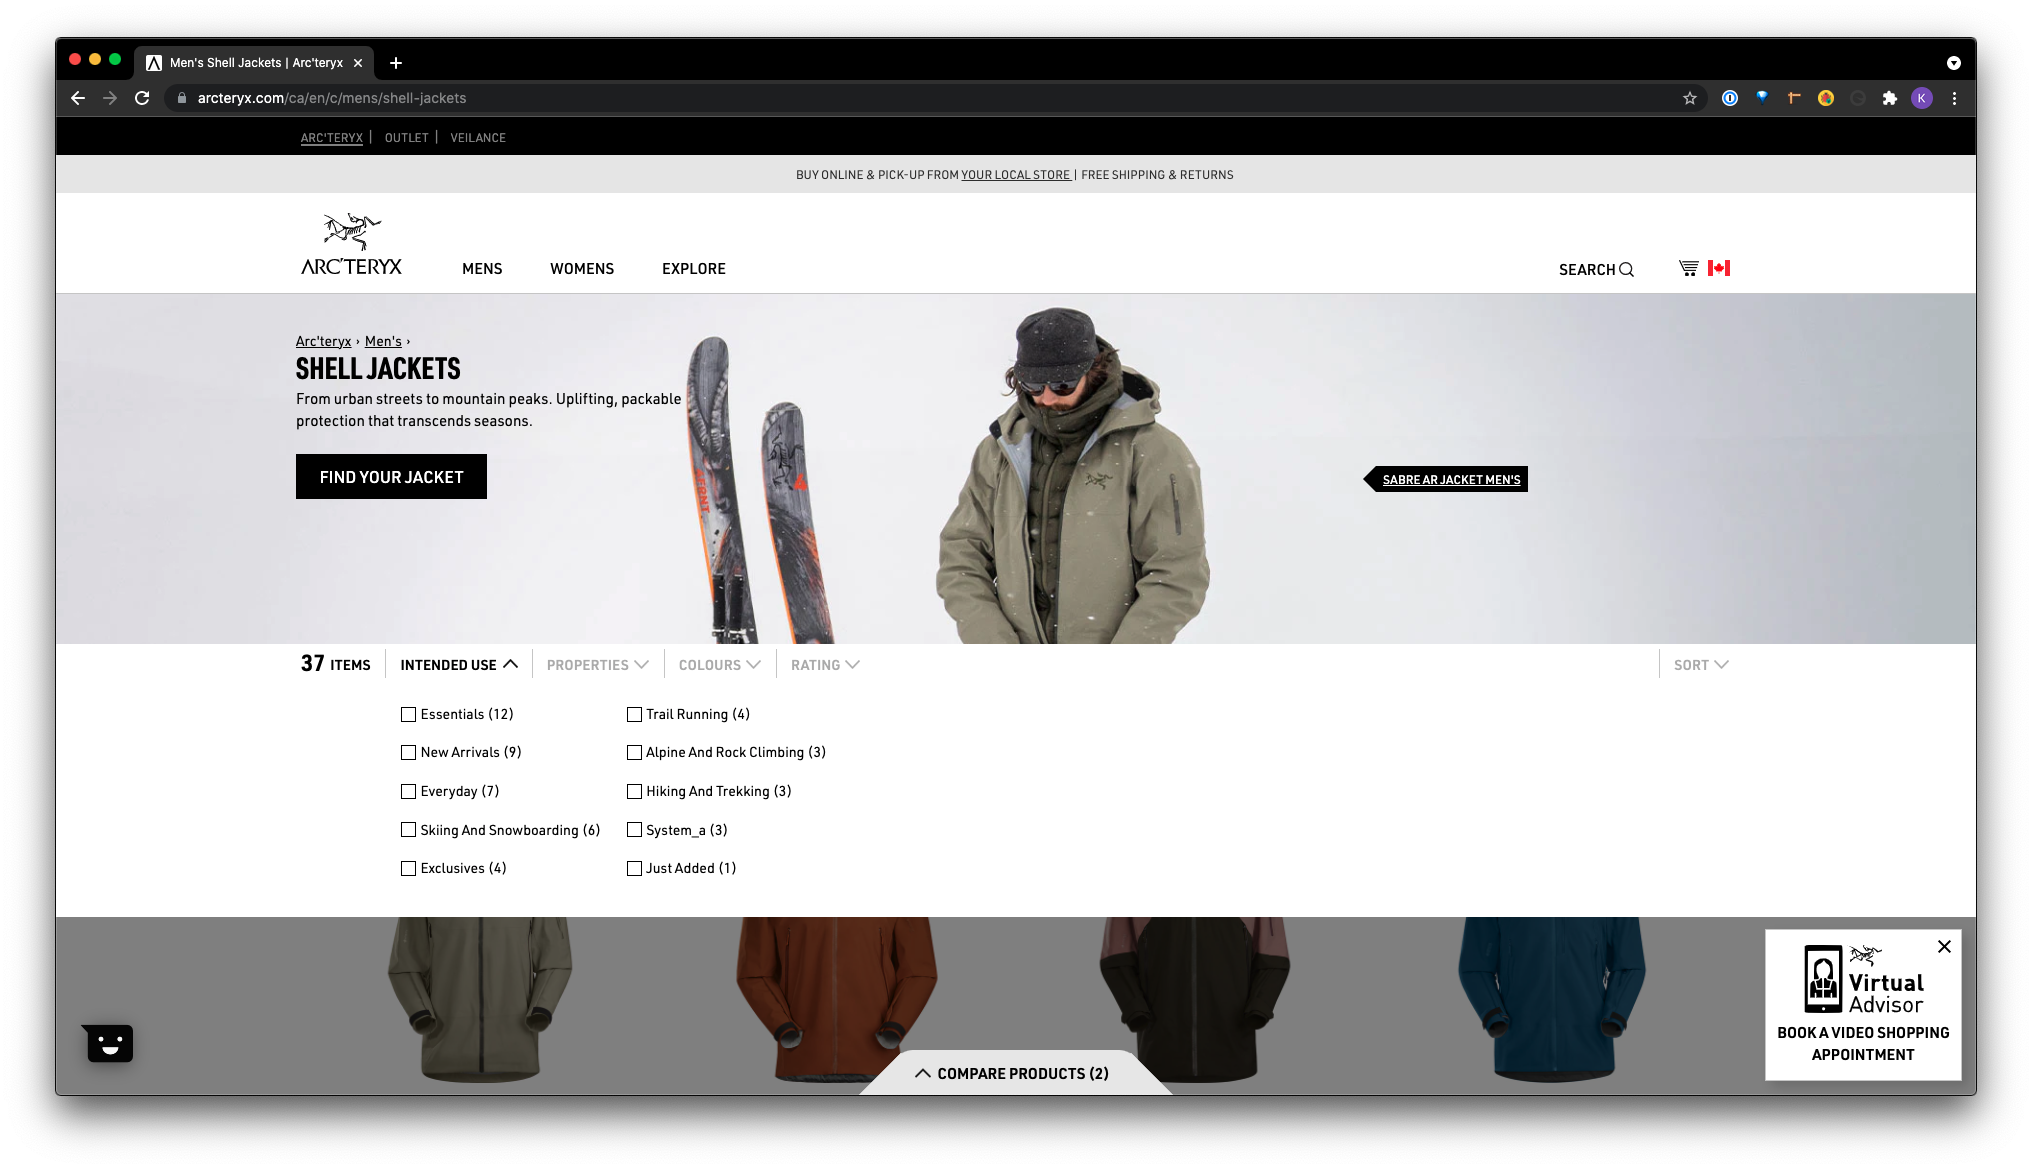 Men's Shell Jackets | Arc'teryx
arcteryx.com/ca/en/c/mens/shell-jackets
K
ARC'TERYX | OUTLET | VEILANCE
BUY ONLINE & PICK-UP FROM YOUR LOCAL STORE | FREE SHIPPING & RETURNS
ARC'TERYX
MENS WOMENS EXPLORE
SEARCH
Arc'teryx › Men's ›
SHELL JACKETS
From urban streets to mountain peaks. Uplifting, packable
protection that transcends seasons.
FIND YOUR JACKET
SABRE AR JACKET MEN'S
37 ITEMS INTENDED USE PROPERTIES COLOURS RATING SORT
Essentials (12)
New Arrivals (9)
Everyday (7)
Skiing And Snowboarding (6)
Exclusives (4)
Trail Running (4)
Alpine And Rock Climbing (3)
Hiking And Trekking (3)
System_a (3)
Just Added (1)
Virtual
Advisor
BOOK A VIDEO SHOPPING
APPOINTMENT
COMPARE PRODUCTS (2)